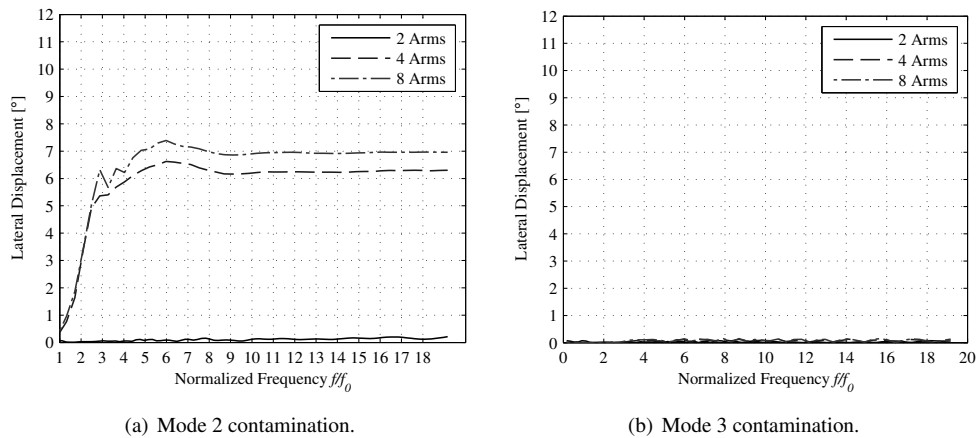 12
11
10
9
8
7
6
5
4
3
2
1
0
Lateral Displacement [°]
2 Arms
4 Arms
8 Arms
1 2 3 4 5 6 7 8 9 10 11 12 13 14 15 16 17 18
Normalized Frequency f/f0
(a) Mode 2 contamination.
12
11
10
9
8
7
6
5
4
3
2
1
0
Lateral Displacement [°]
2 Arms
4 Arms
8 Arms
0 2 4 6 8 10 12 14 16 18 20
Normalized Frequency f/f0
(b) Mode 3 contamination.